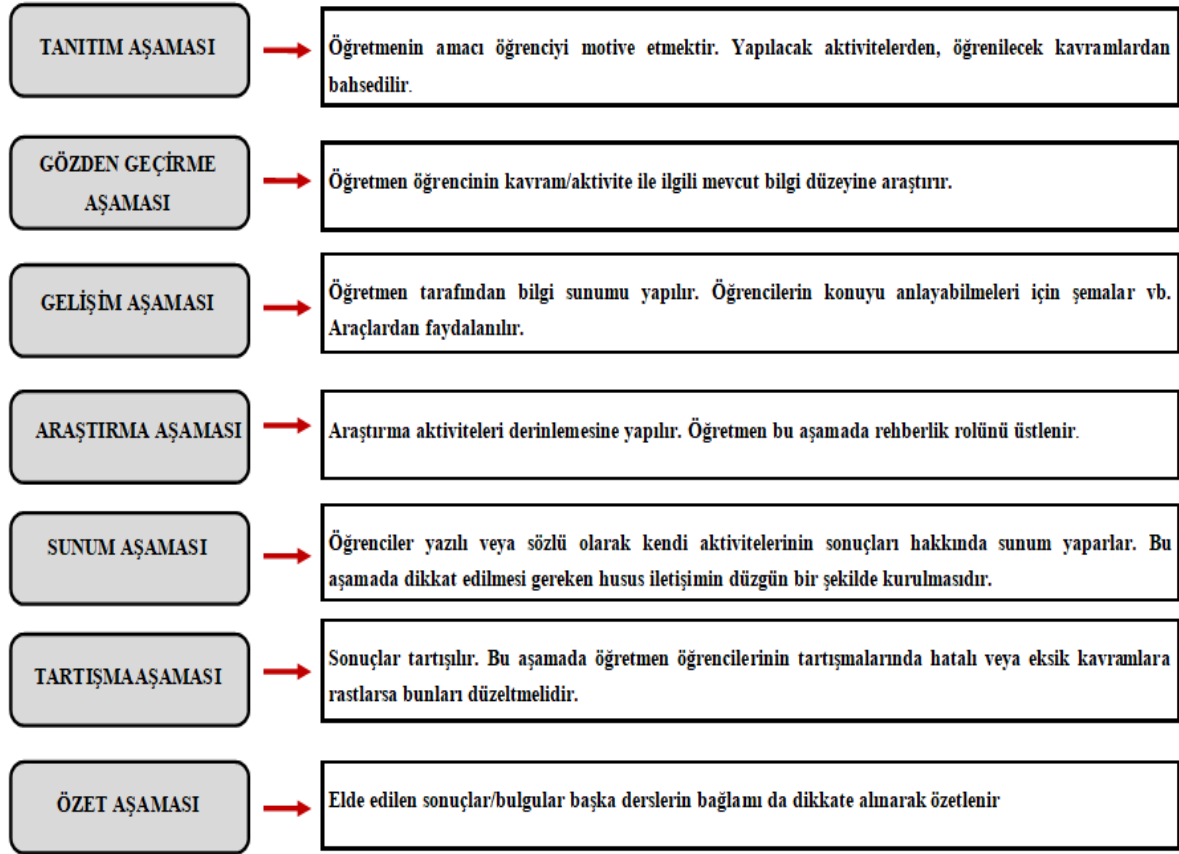 TANITIM AŞAMASI
Öğretmenin amacı öğrenciyi motive etmektir. Yapılacak aktivitelerden, öğrenilecek kavramlardan
bahsedilir.
GÖZDEN GEÇİRME
AŞAMASI
Öğretmen öğrencinin kavram/aktivite ile ilgili mevcut bilgi düzeyine araştırır.
GELİŞİM AŞAMASI
Öğretmen tarafından bilgi sunumu yapılır. Öğrencilerin konuyu anlayabilmeleri için şemalar vb.
Araçlardan faydalanılır.
ARAŞTIRMA AŞAMASI
Araştırma aktiviteleri derinlemesine yapılır. Öğretmen bu aşamada rehberlik rolünü üstlenir.
SUNUM AŞAMASI
Öğrenciler yazılı veya sözlü olarak kendi aktivitelerinin sonuçları hakkında sunum yaparlar. Bu
aşamada dikkat edilmesi gereken husus iletişimin düzgün bir şekilde kurulmasıdır.
TARTIŞMA AŞAMASI
Sonuçlar tartışılır. Bu aşamada öğretmen öğrencilerinin tartışmalarında hatalı veya eksik kavramlara
rastlarsa bunları düzeltmelidir.
ÖZET AŞAMASI
Elde edilen sonuçlar/bulgular başka derslerin bağlamı da dikkate alınarak özetlenir